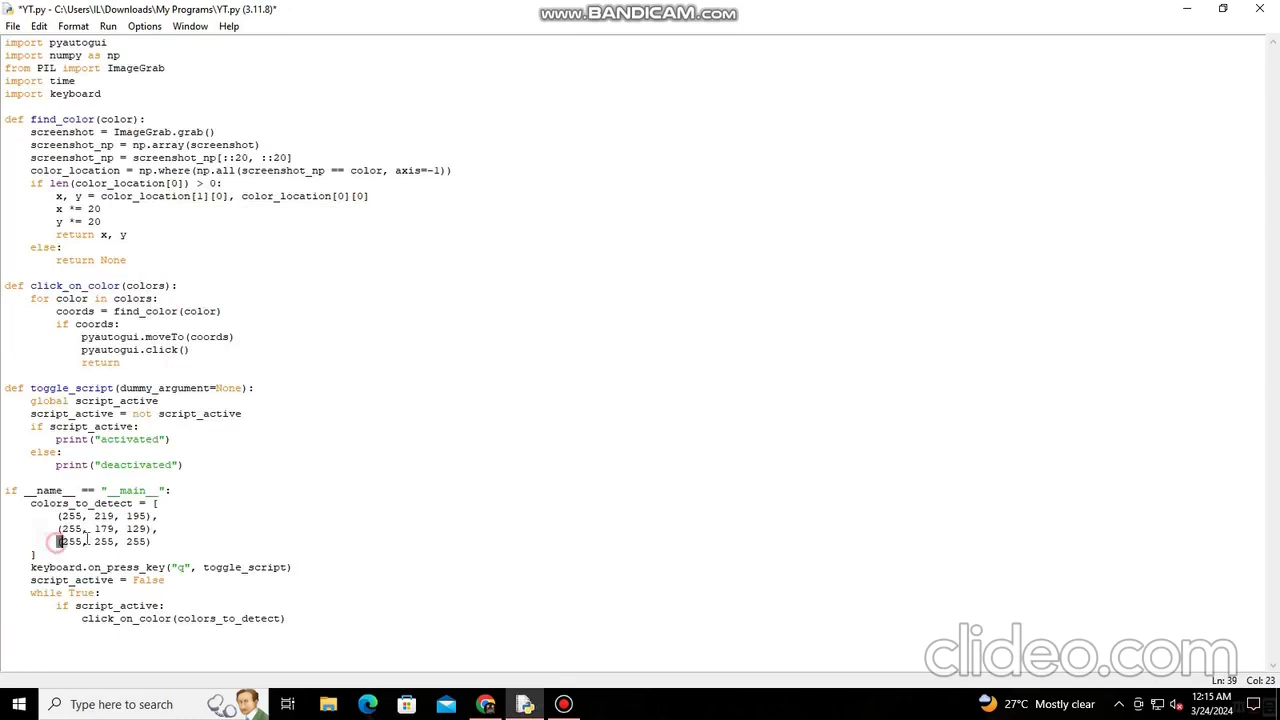 *YT.py - C:\Users\IL\Downloads\My Programs\YT.py (3.11.8)*
www.BANDICAM.com
File Edit Format Run Options Window Help
import pyautogui
import numpy as np
from PIL import ImageGrab
import time
import keyboard
def find_color(color):
screenshot = ImageGrab.grab()
screenshot_np = np.array(screenshot)
screenshot_np = screenshot_np[::20, ::20]
color_location = np.where(np.all(screenshot_np == color, axis=-1))
if len(color_location[0]) > 0:
x, y = color_location[1][0], color_location[0][0]
x *= 20
y *= 20
return x, y
else:
return None
def click_on_color(colors):
for color in colors:
coords = find_color(color)
if coords:
pyautogui.moveTo(coords)
pyautogui.click()
return
def toggle_script(dummy_argument=None):
global script_active
script_active = not script_active
if script_active:
print("activated")
else:
print("deactivated")
if __name__ == "__main__":
colors_to_detect = [
(255, 219, 195),
(255, 179, 129),
(255, 255, 255)
]
keyboard.on_press_key("q", toggle_script)
script_active = False
while True:
if script_active:
click_on_color(colors_to_detect)
clideo.com
Ln: 39 Col: 23
Type here to search
27°C Mostly clear
12:15 AM
3/24/2024